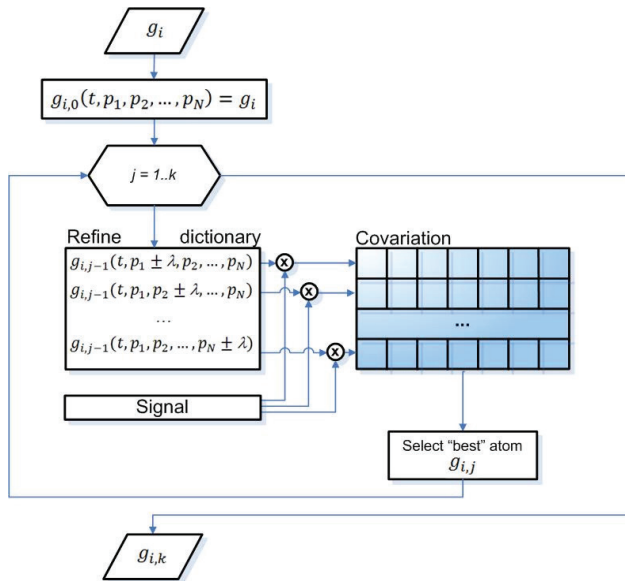 g_i
g_{i,0}(t, p_1, p_2, ..., p_N) = g_i
j = 1..k
Refine dictionary
Covariation
g_{i,j-1}(t, p_1 ± λ, p_2, ..., p_N)
x
g_{i,j-1}(t, p_1, p_2 ± λ, ..., p_N)
x
...
...
g_{i,j-1}(t, p_1, p_2, ..., p_N ± λ)
x
Signal
Select “best” atom
g_{i,j}
g_{i,k}